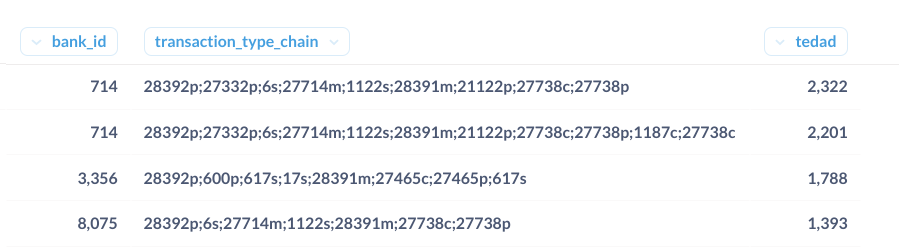 bank_id transaction_type_chain tedad
714 28392p;27332p;6s;27714m;1122s;28391m;21122p;27738c;27738p 2,322
714 28392p;27332p;6s;27714m;1122s;28391m;21122p;27738c;27738p;1187c;27738c 2,201
3,356 28392p;600p;617s;17s;28391m;27465c;27465p;617s 1,788
8,075 28392p;6s;27714m;1122s;28391m;27738c;27738p 1,393